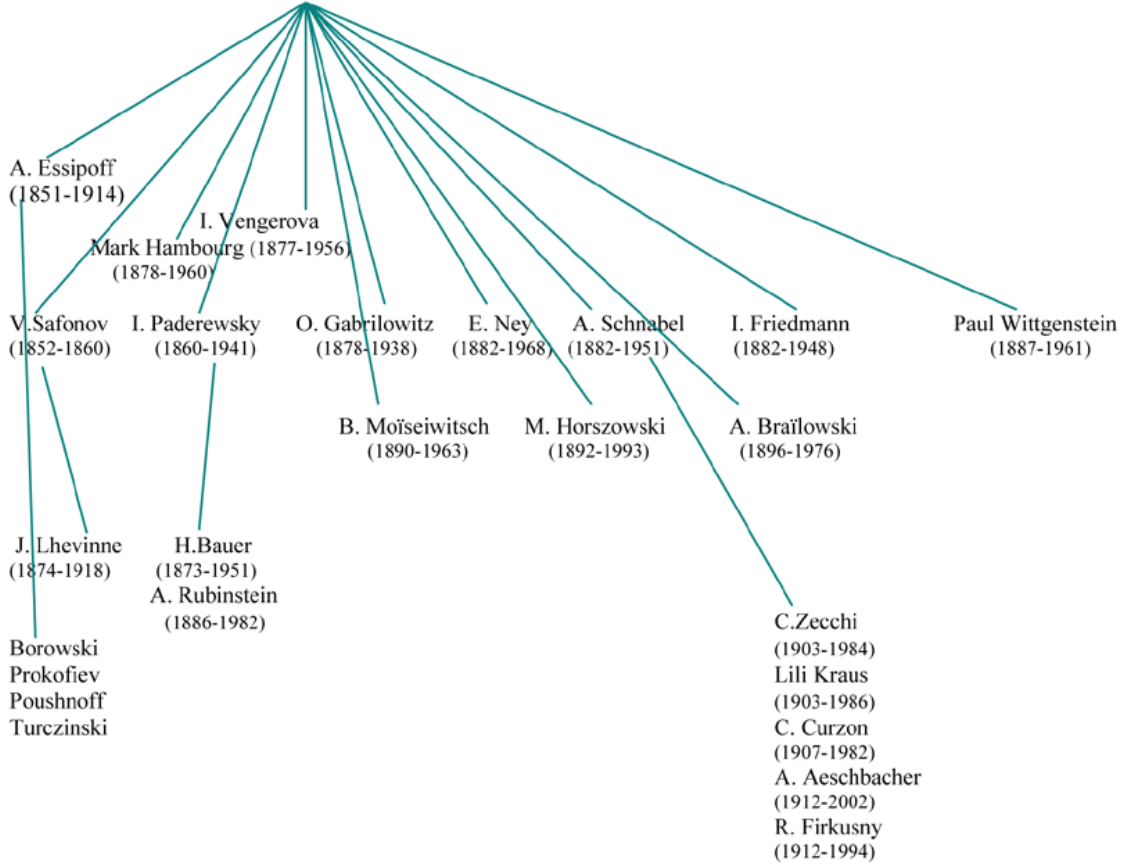 A. Essipoff
(1851-1914)
I. Vengerova
Mark Hambourg (1877-1956)
(1878-1960)
V.Safonov
(1852-1860)
I. Paderewsky
(1860-1941)
O. Gabrilowitz
(1878-1938)
E. Ney
(1882-1968)
A. Schnabel
(1882-1951)
I. Friedmann
(1882-1948)
Paul Wittgenstein
(1887-1961)
B. Moïseiwitsch
(1890-1963)
M. Horszowski
(1892-1993)
A. Braïlowski
(1896-1976)
J. Lhevinne
(1874-1918)
H.Bauer
(1873-1951)
A. Rubinstein
(1886-1982)
Borowski
Prokofiev
Poushnoff
Turczinski
C.Zecchi
(1903-1984)
Lili Kraus
(1903-1986)
C. Curzon
(1907-1982)
A. Aeschbacher
(1912-2002)
R. Firkusny
(1912-1994)